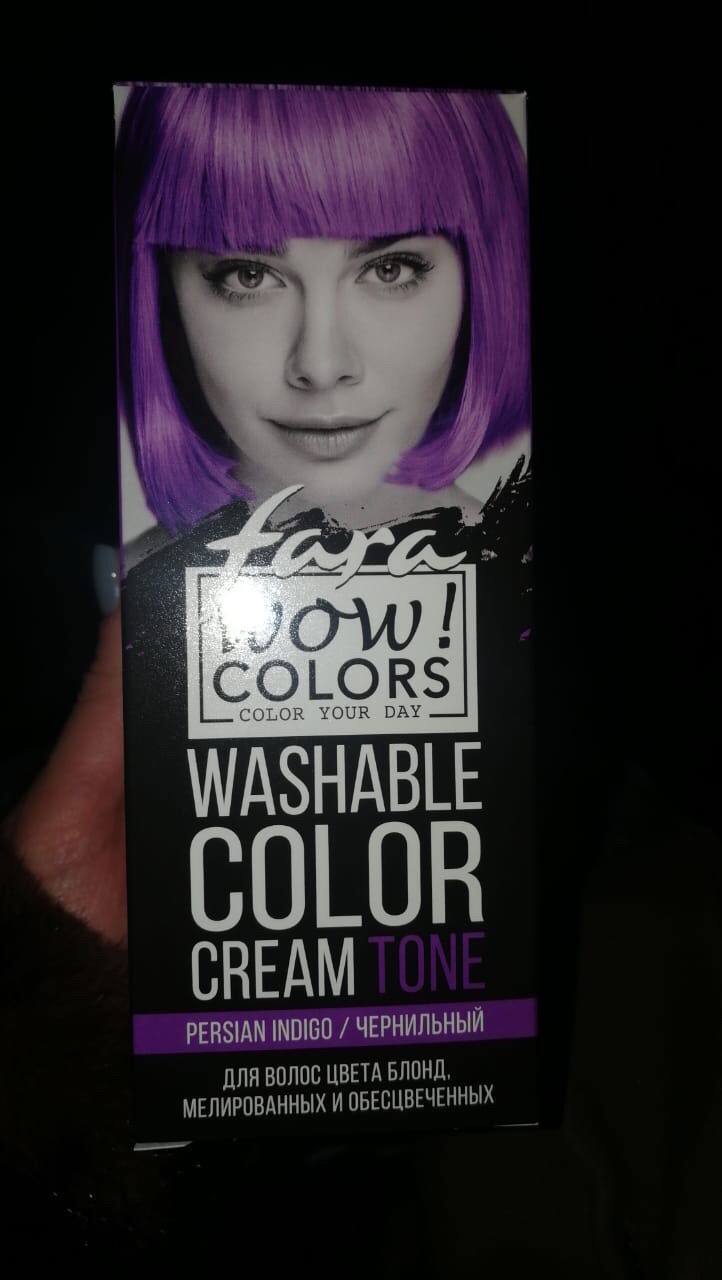 fara
WOW!
COLORS
COLOR YOUR DAY
WASHABLE
COLOR
CREAM TONE
PERSIAN INDIGO / ЧЕРНИЛЬНЫЙ
ДЛЯ ВОЛОС ЦВЕТА БЛОНД,
МЕЛИРОВАННЫХ И ОБЕСЦВЕЧЕННЫХ